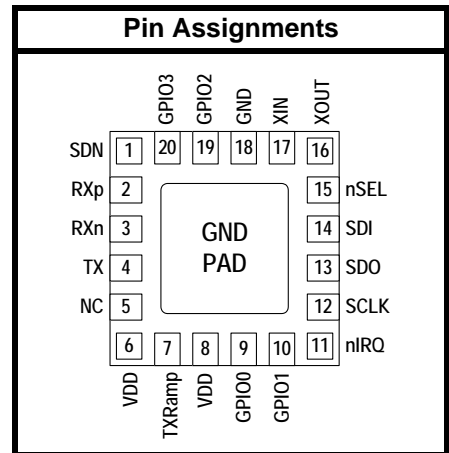 Pin Assignments
GPIO3
GPIO2
GND
XIN
XOUT
SDN 1 20 19 18 17 16
RXp 2 15 nSEL
RXn 3 GND 14 SDI
TX 4 PAD 13 SDO
NC 5 12 SCLK
6 7 8 9 10 11 nIRQ
VDD
TXRamp
VDD
GPIO0
GPIO1